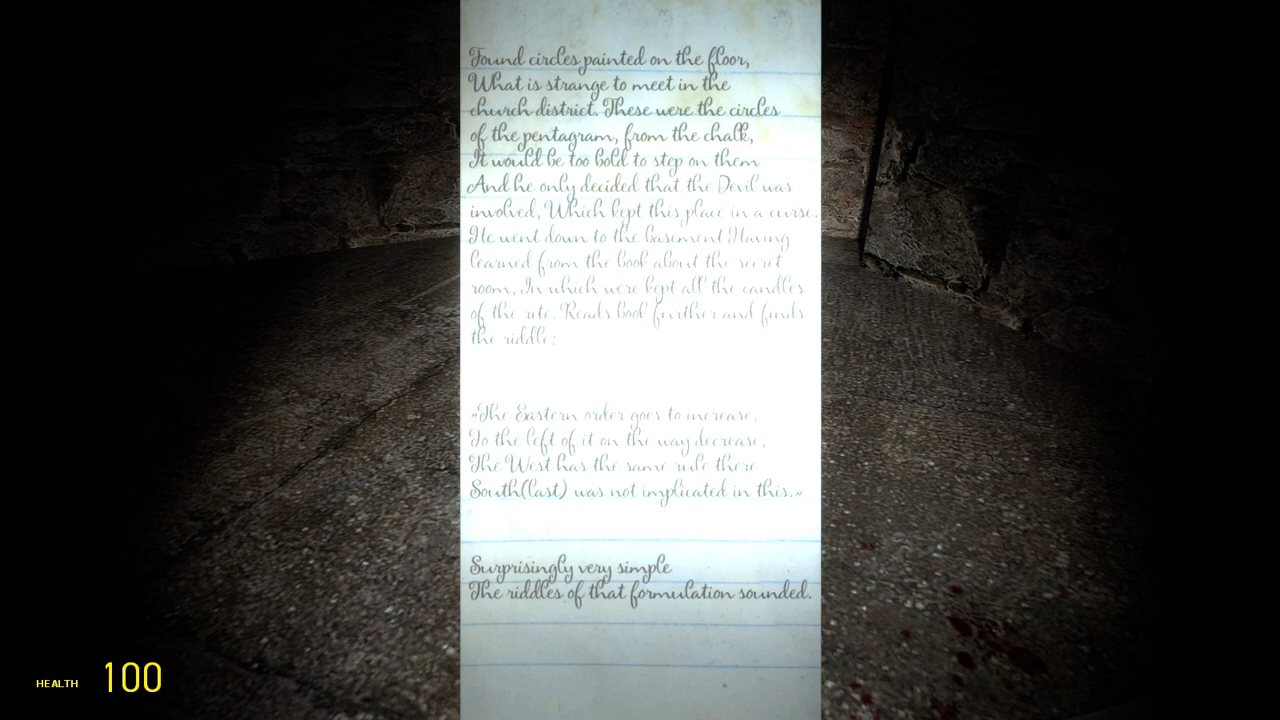 Found circles painted on the floor,
What is strange to meet in the
church district. These were the circles
of the pentagram, from the chalk,
It would be too bold to step on them
And he only decided that the Devil was
involved, Which kept this place in a curse.
He went down to the basement Having
learned from the book about the secret
room, In which were kept all the candles
of the rite. Reads book further and finds
the riddle:
«The Eastern order goes to increase,
To the left of it on the way decrease,
The West has the same rule there
South(last) was not implicated in this.»
Surprisingly very simple
The riddles of that formulation sounded.
HEALTH 100